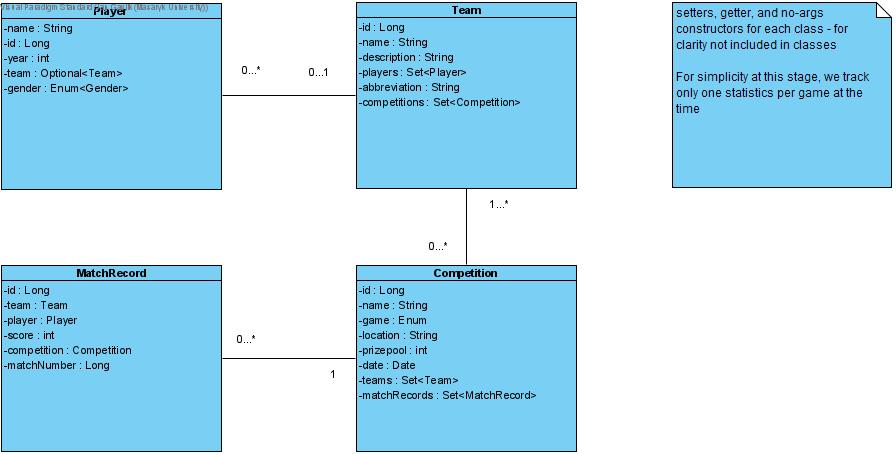 Visual Paradigm Standard (Masaryk University)
Player
-name : String
-id : Long
-year : int
-team : Optional<Team>
-gender : Enum<Gender>
0...*
0...1
Team
-id : Long
-name : String
-description : String
-players : Set<Player>
-abbreviation : String
-competitions : Set<Competition>
setters, getter, and no-args
constructors for each class - for
clarity not included in classes
For simplicity at this stage, we track
only one statistics per game at the
time
1...*
0...*
MatchRecord
-id : Long
-team : Team
-player : Player
-score : int
-competition : Competition
-matchNumber : Long
0...*
1
Competition
-id : Long
-name : String
-game : Enum
-location : String
-prizepool : int
-date : Date
-teams : Set<Team>
-matchRecords : Set<MatchRecord>